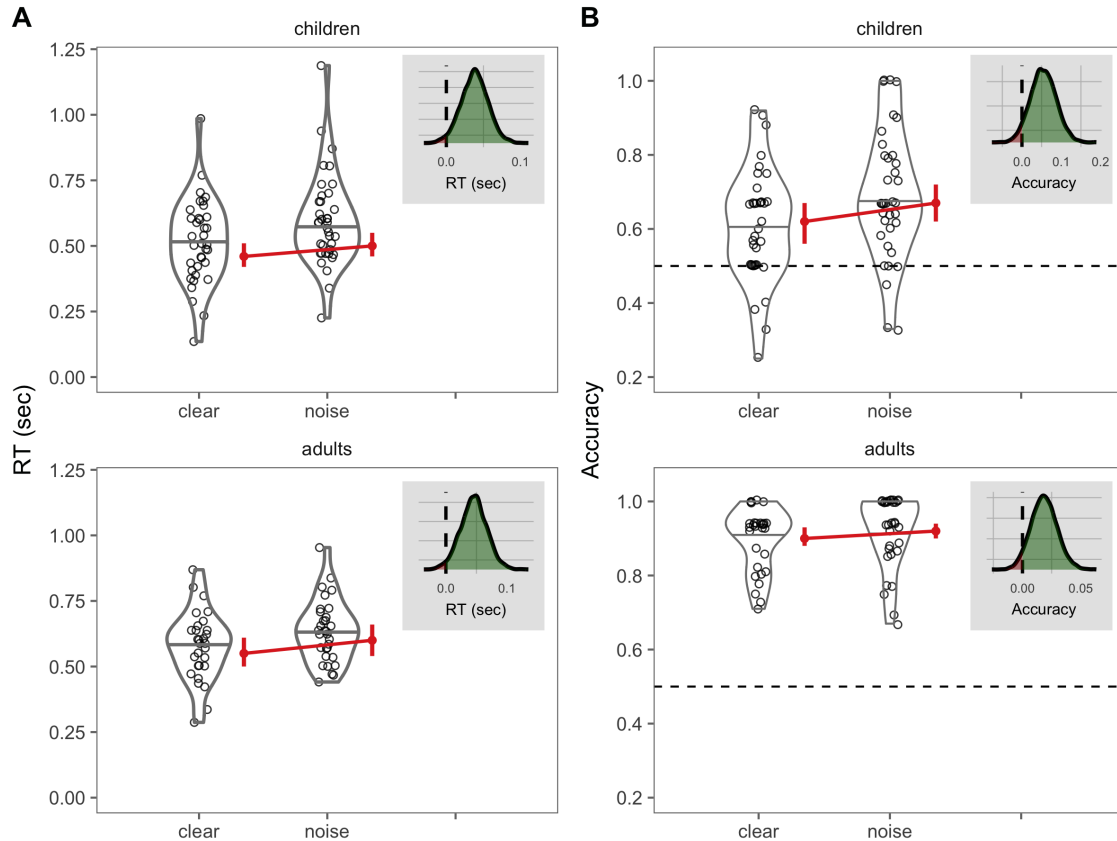 A
children
RT (sec)
1.25
1.00
0.75
0.50
0.25
0.00
0.0 0.1
RT (sec)
clear noise
adults
1.25
1.00
0.75
0.50
0.25
0.00
0.0 0.1
RT (sec)
clear noise
B
children
Accuracy
1.0
0.8
0.6
0.4
0.2
0.0 0.1 0.2
Accuracy
clear noise
adults
1.0
0.8
0.6
0.4
0.2
0.00 0.05
Accuracy
clear noise